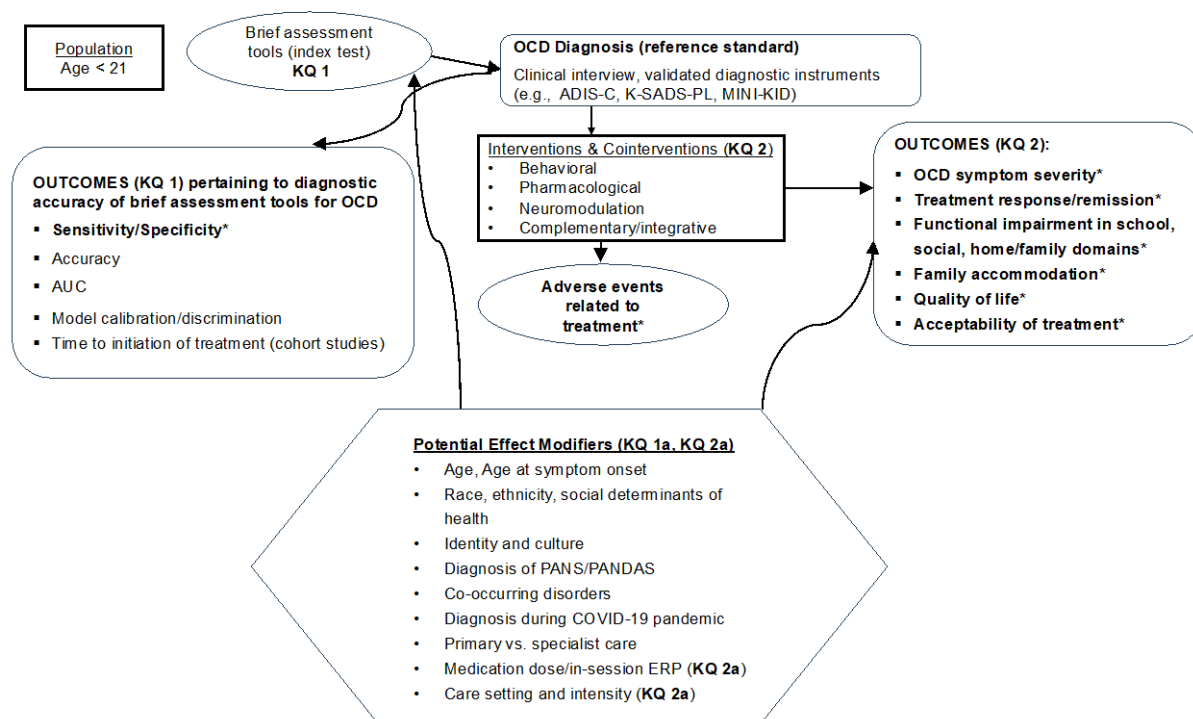 Population
Age < 21
Brief assessment
tools (index test)
KQ 1
OCD Diagnosis (reference standard)
Clinical interview, validated diagnostic instruments
(e.g., ADIS-C, K-SADS-PL, MINI-KID)
OUTCOMES (KQ 1) pertaining to diagnostic
accuracy of brief assessment tools for OCD
▪ Sensitivity/Specificity*
▪ Accuracy
▪ AUC
▪ Model calibration/discrimination
▪ Time to initiation of treatment (cohort studies)
Interventions & Cointerventions (KQ 2)
• Behavioral
• Pharmacological
• Neuromodulation
• Complementary/integrative
Adverse events
related to
treatment*
OUTCOMES (KQ 2):
▪ OCD symptom severity*
▪ Treatment response/remission*
▪ Functional impairment in school,
social, home/family domains*
▪ Family accommodation*
▪ Quality of life*
▪ Acceptability of treatment*
Potential Effect Modifiers (KQ 1a, KQ 2a)
• Age, Age at symptom onset
• Race, ethnicity, social determinants of
health
• Identity and culture
• Diagnosis of PANS/PANDAS
• Co-occurring disorders
• Diagnosis during COVID-19 pandemic
• Primary vs. specialist care
• Medication dose/in-session ERP (KQ 2a)
• Care setting and intensity (KQ 2a)